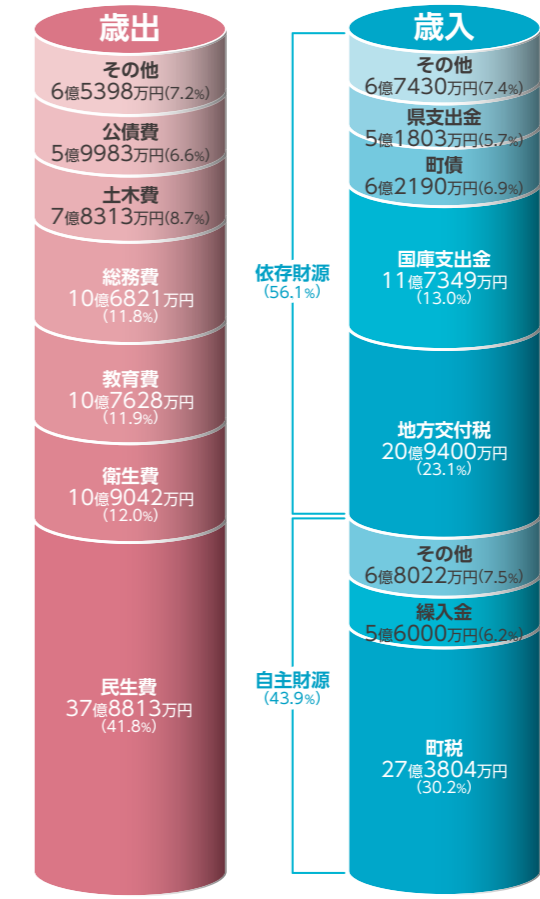 歳出
その他
6億5398万円(7.2%)
公債費
5億9983万円(6.6%)
土木費
7億8313万円(8.7%)
総務費
10億6821万円
(11.8%)
教育費
10億7628万円
(11.9%)
衛生費
10億9042万円
(12.0%)
民生費
37億8813万円
(41.8%)
依存財源
(56.1%)
自主財源
(43.9%)
歳入
その他
6億7430万円(7.4%)
県支出金
5億1803万円(5.7%)
町債
6億2190万円(6.9%)
国庫支出金
11億7349万円
(13.0%)
地方交付税
20億9400万円
(23.1%)
その他
6億8022万円(7.5%)
繰入金
5億6000万円(6.2%)
町税
27億3804万円
(30.2%)